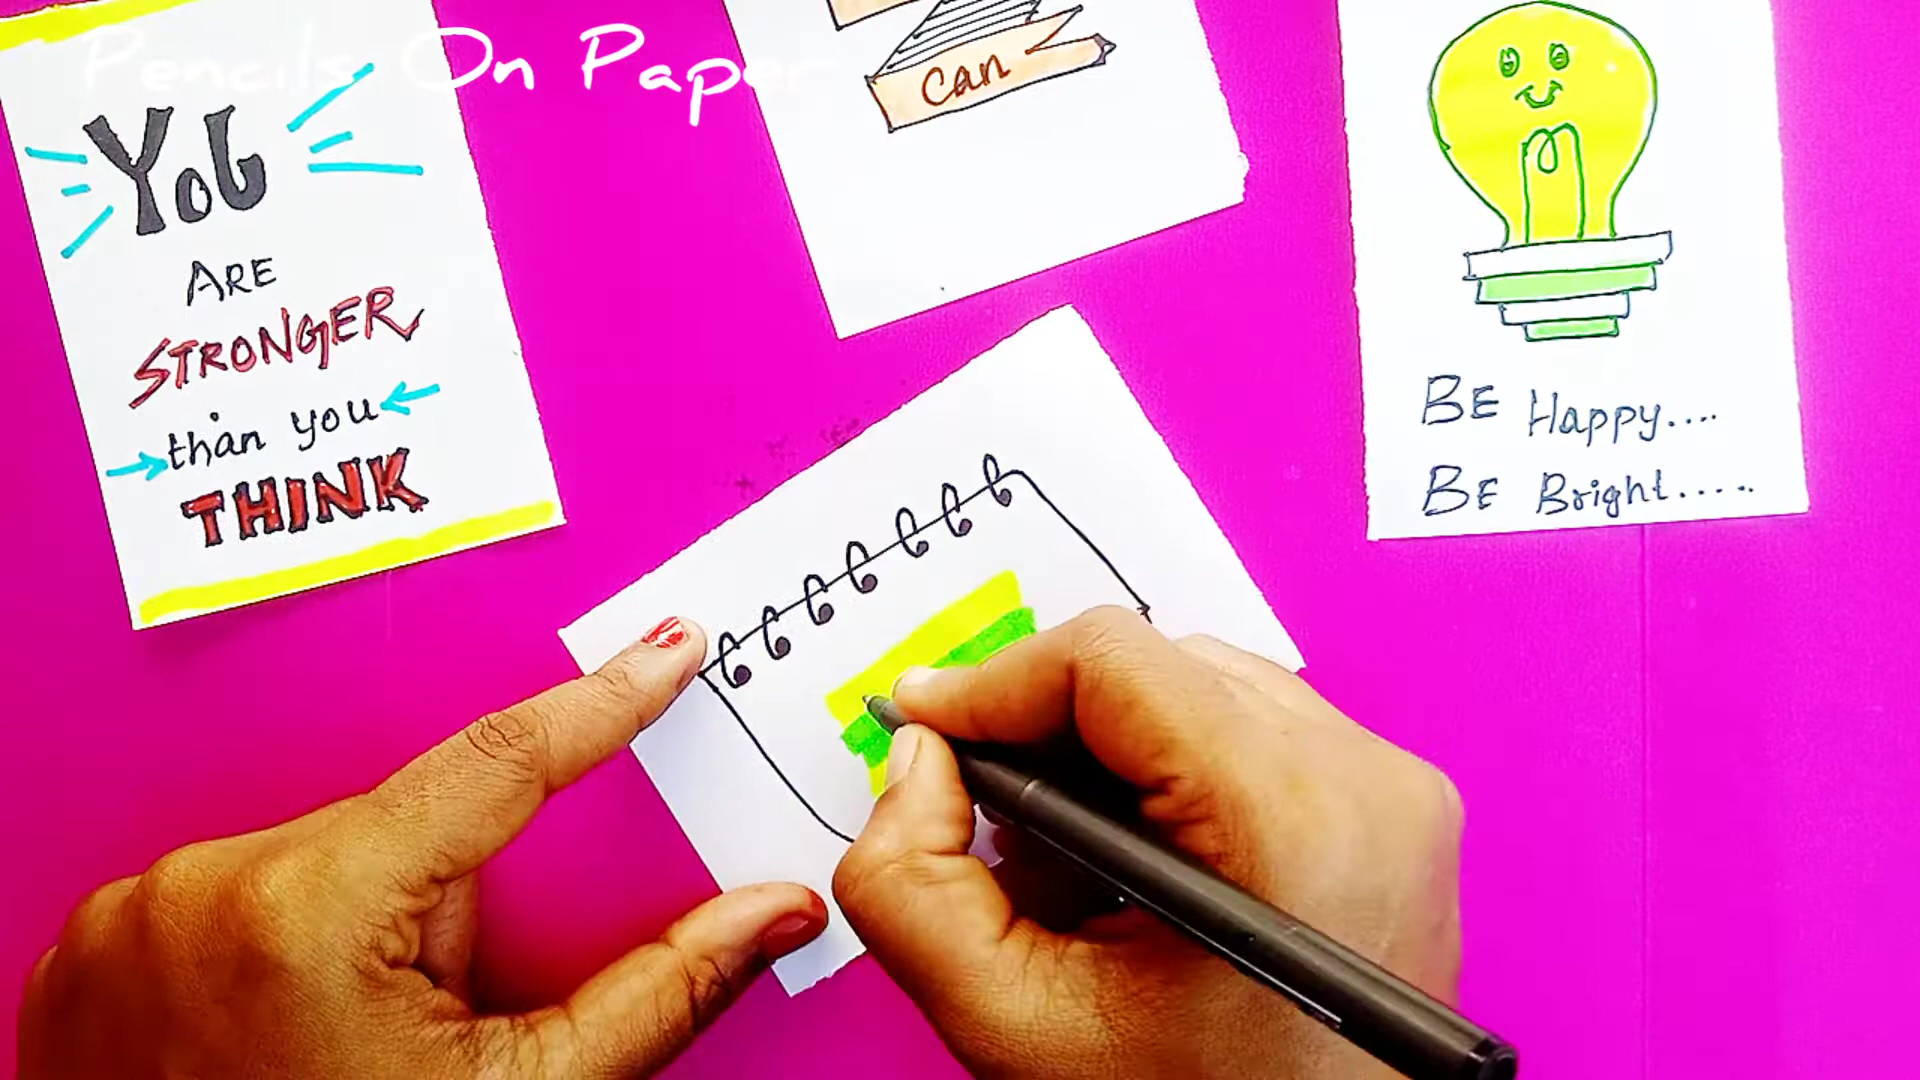 Pencils On Paper
You
ARE
STRONGER
than you
THINK
can
BE Happy....
BE Bright.....